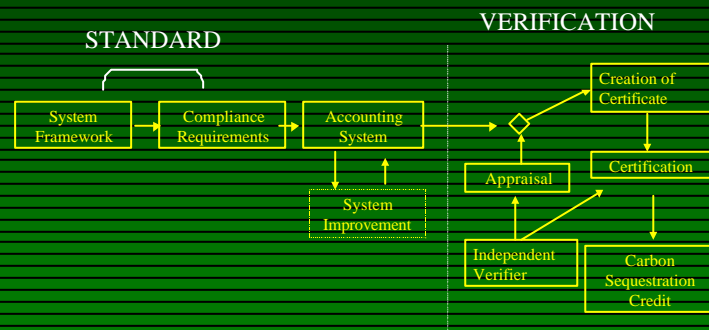 STANDARD
VERIFICATION
System
Framework
Compliance
Requirements
Accounting
System
System
Improvement
Creation of
Certificate
Appraisal
Certification
Independent
Verifier
Carbon
Sequestration
Credit